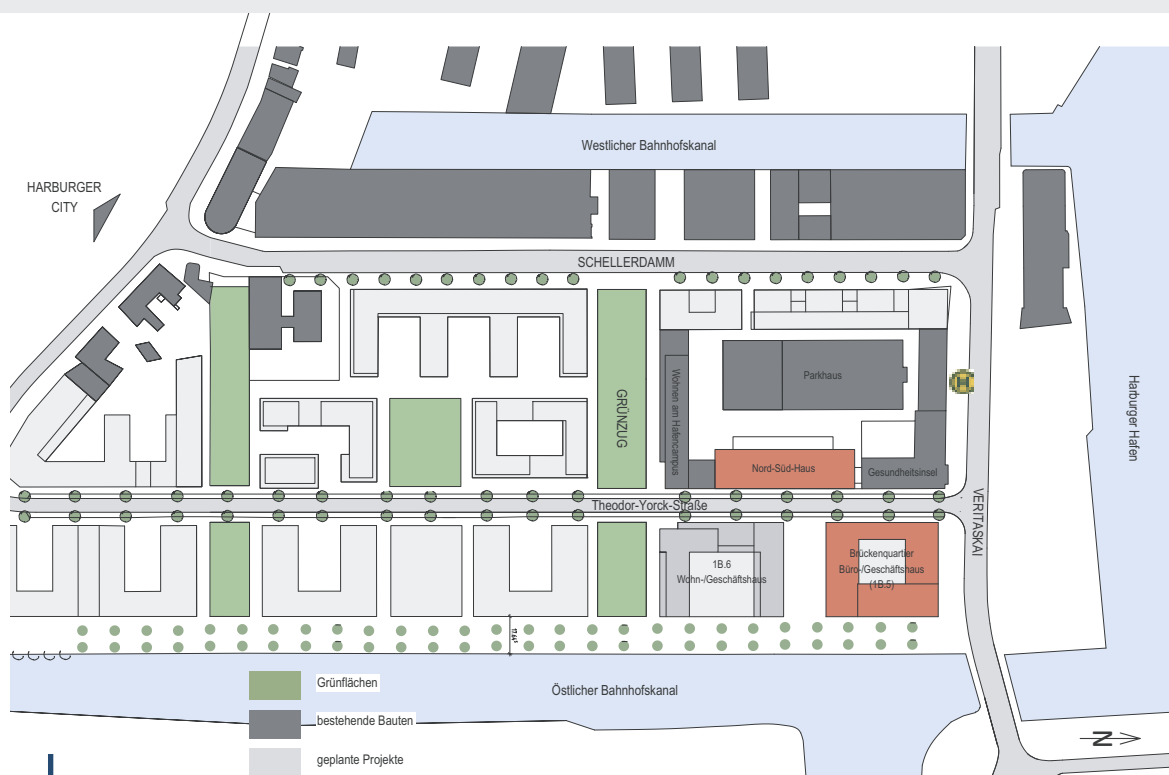 Westlicher Bahnhofskanal
HARBURGER
CITY
SCHELLERDAMM
GRÜNZUG
Wohnen am Hafencampus
Parkhaus
H
Harburger Hafen
Nord-Süd-Haus
Gesundheitsinsel
Theodor-Yorck-Straße
VERITASKAI
1B.6
Wohn-/Geschäftshaus
Brückenquartier
Büro-/Geschäftshaus
(1B.5)
Östlicher Bahnhofskanal
Grünflächen
bestehende Bauten
geplante Projekte
N